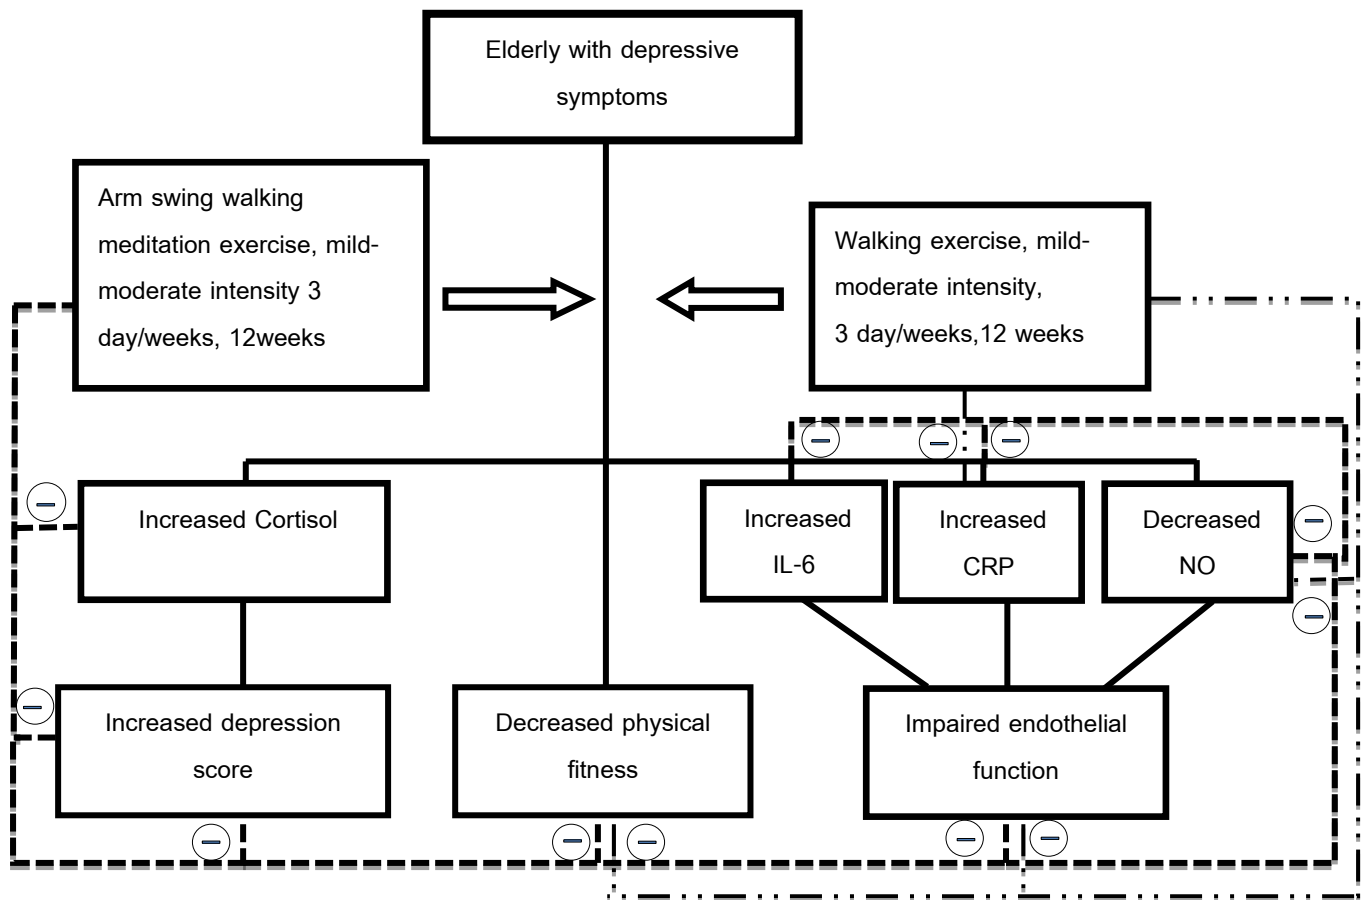 Elderly with depressive
symptoms
Arm swing walking
meditation exercise, mild-
moderate intensity 3
day/weeks, 12weeks
Walking exercise, mild-
moderate intensity,
3 day/weeks,12 weeks
Increased Cortisol
Increased
IL-6
Increased
CRP
Decreased
NO
Increased depression
score
Decreased physical
fitness
Impaired endothelial
function